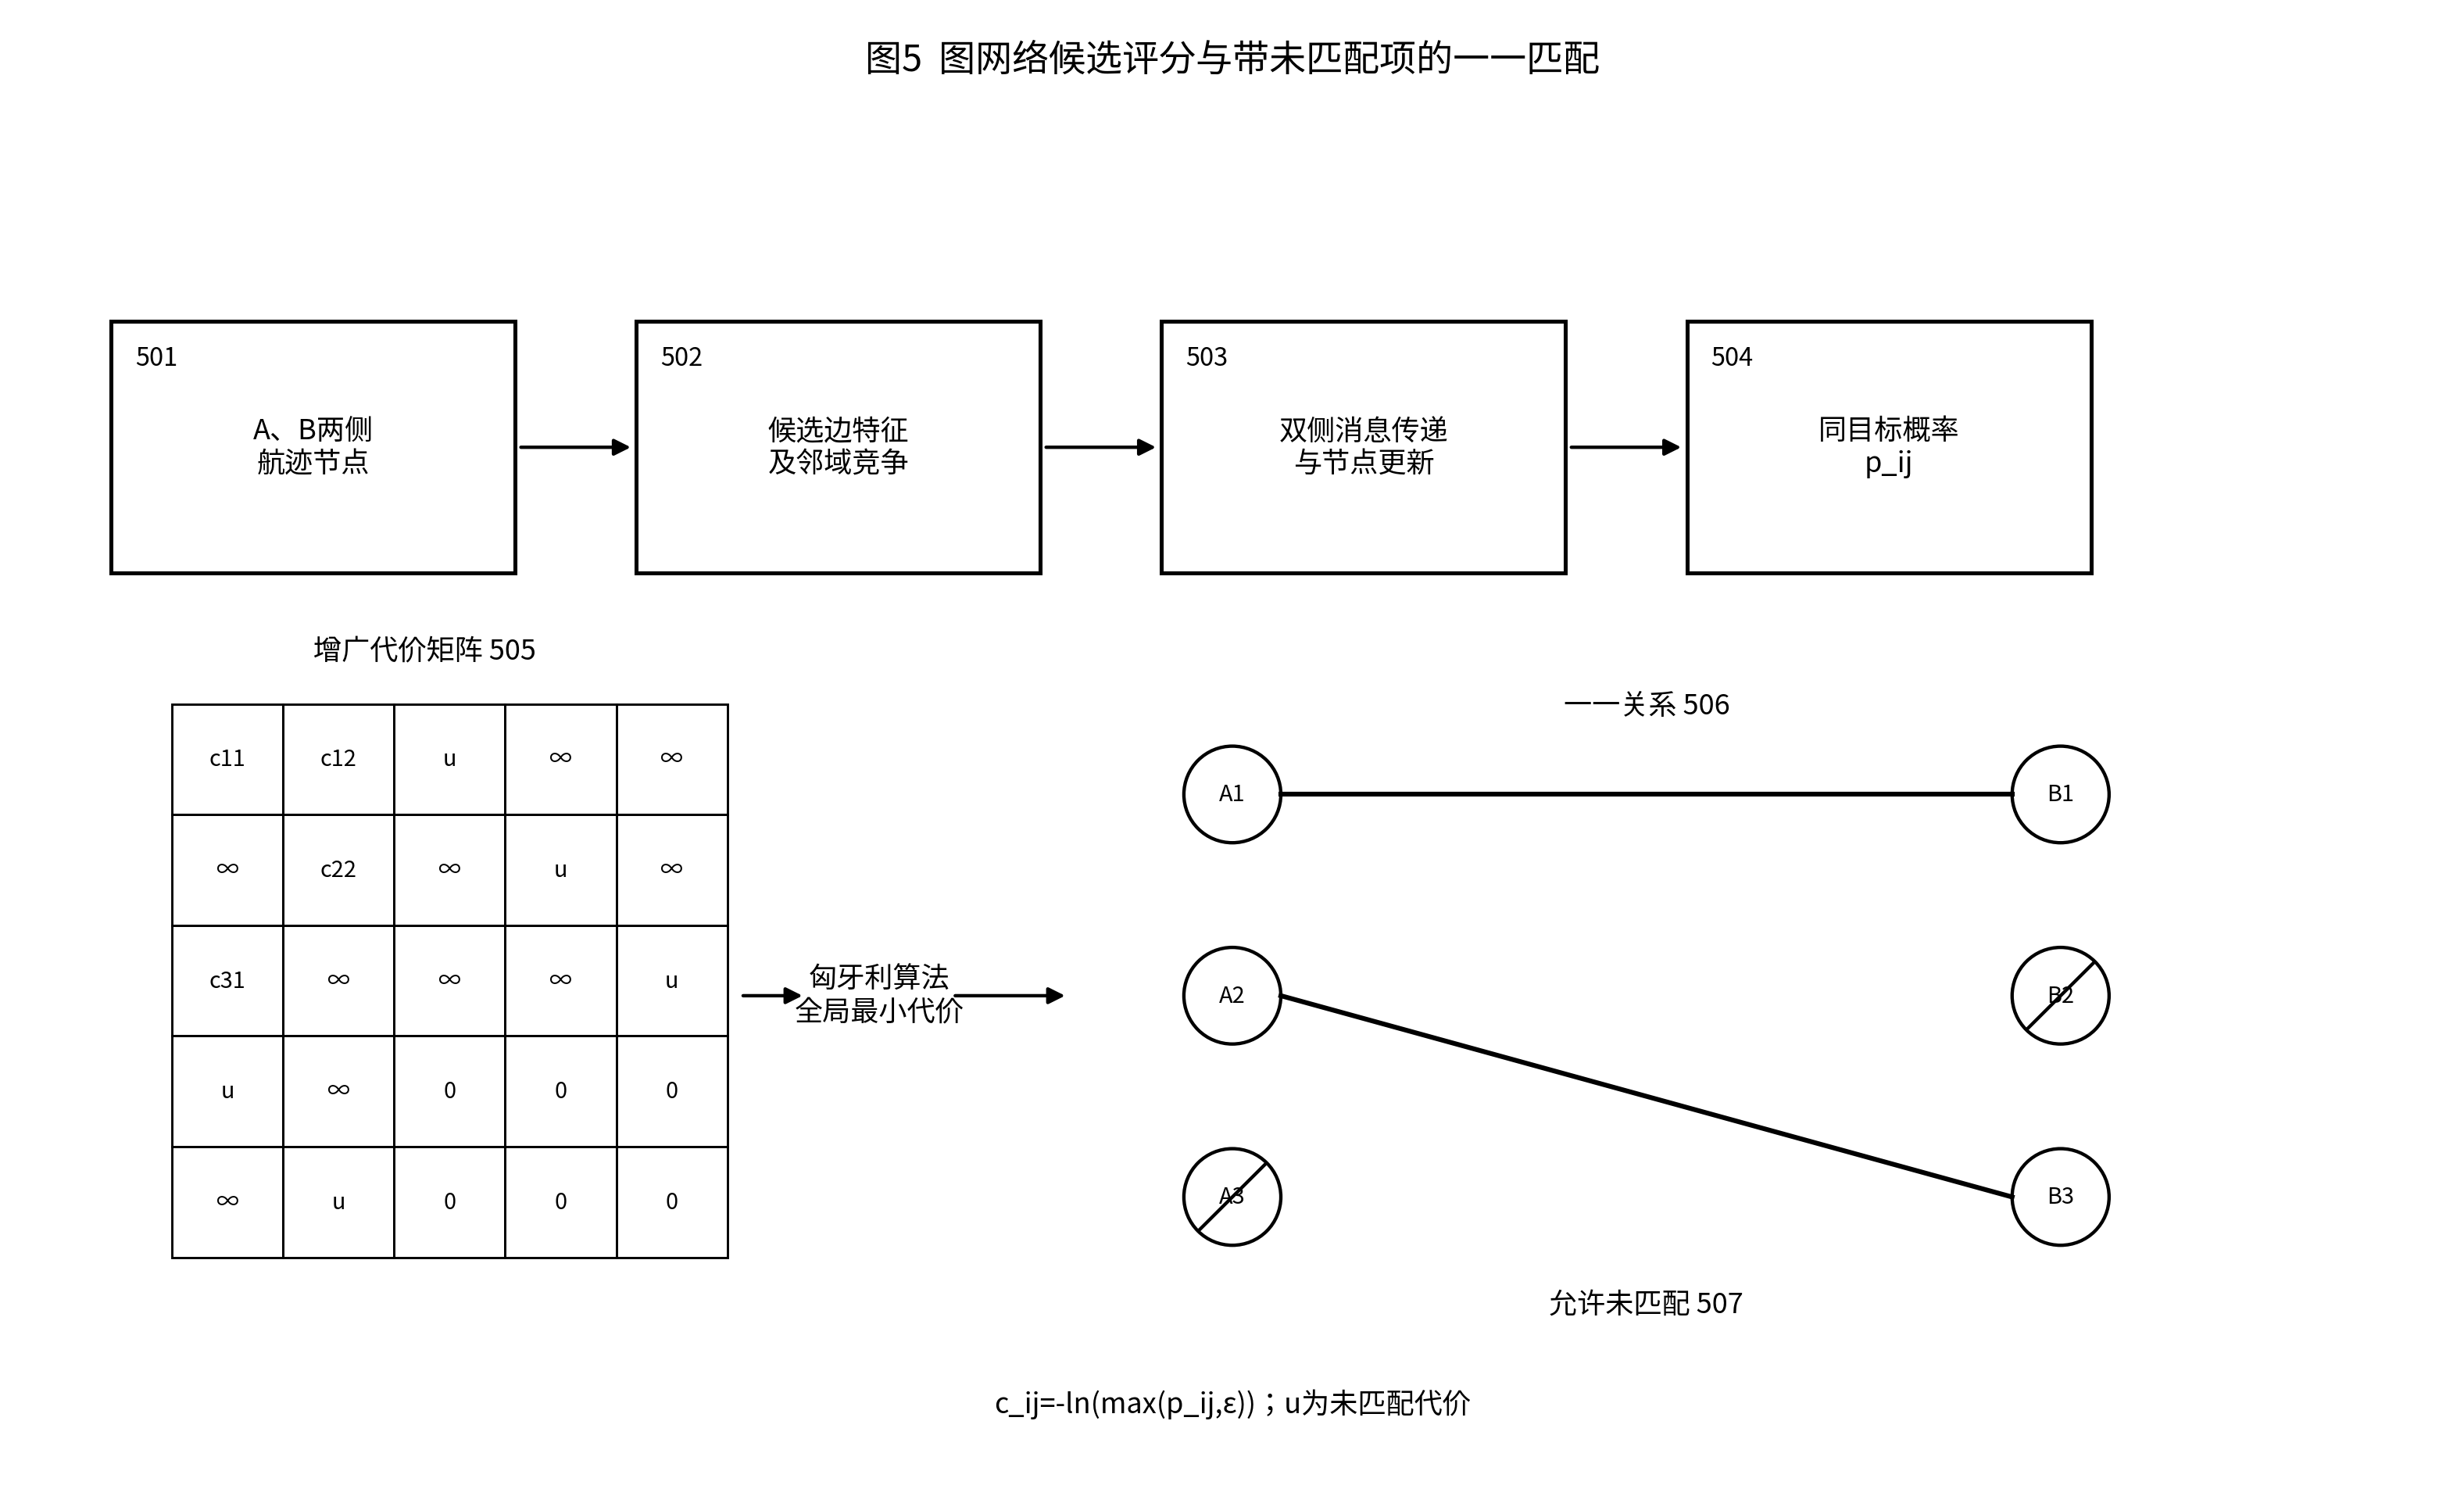 图5 图网络候选评分与带未匹配项的一一匹配
501
A、B两侧
航迹节点
502
候选边特征
及邻域竞争
503
双侧消息传递
与节点更新
504
同目标概率
p_ij
增广代价矩阵 505
c11 c12 u ∞ ∞
∞ c22 ∞ u ∞
c31 ∞ ∞ ∞ u
u ∞ 0 0 0
∞ u 0 0 0
匈牙利算法
全局最小代价
一一关系 506
A1 B1
A2 B2
A3 B3
允许未匹配 507
c_ij=-ln(max(p_ij,ε))；u为未匹配代价